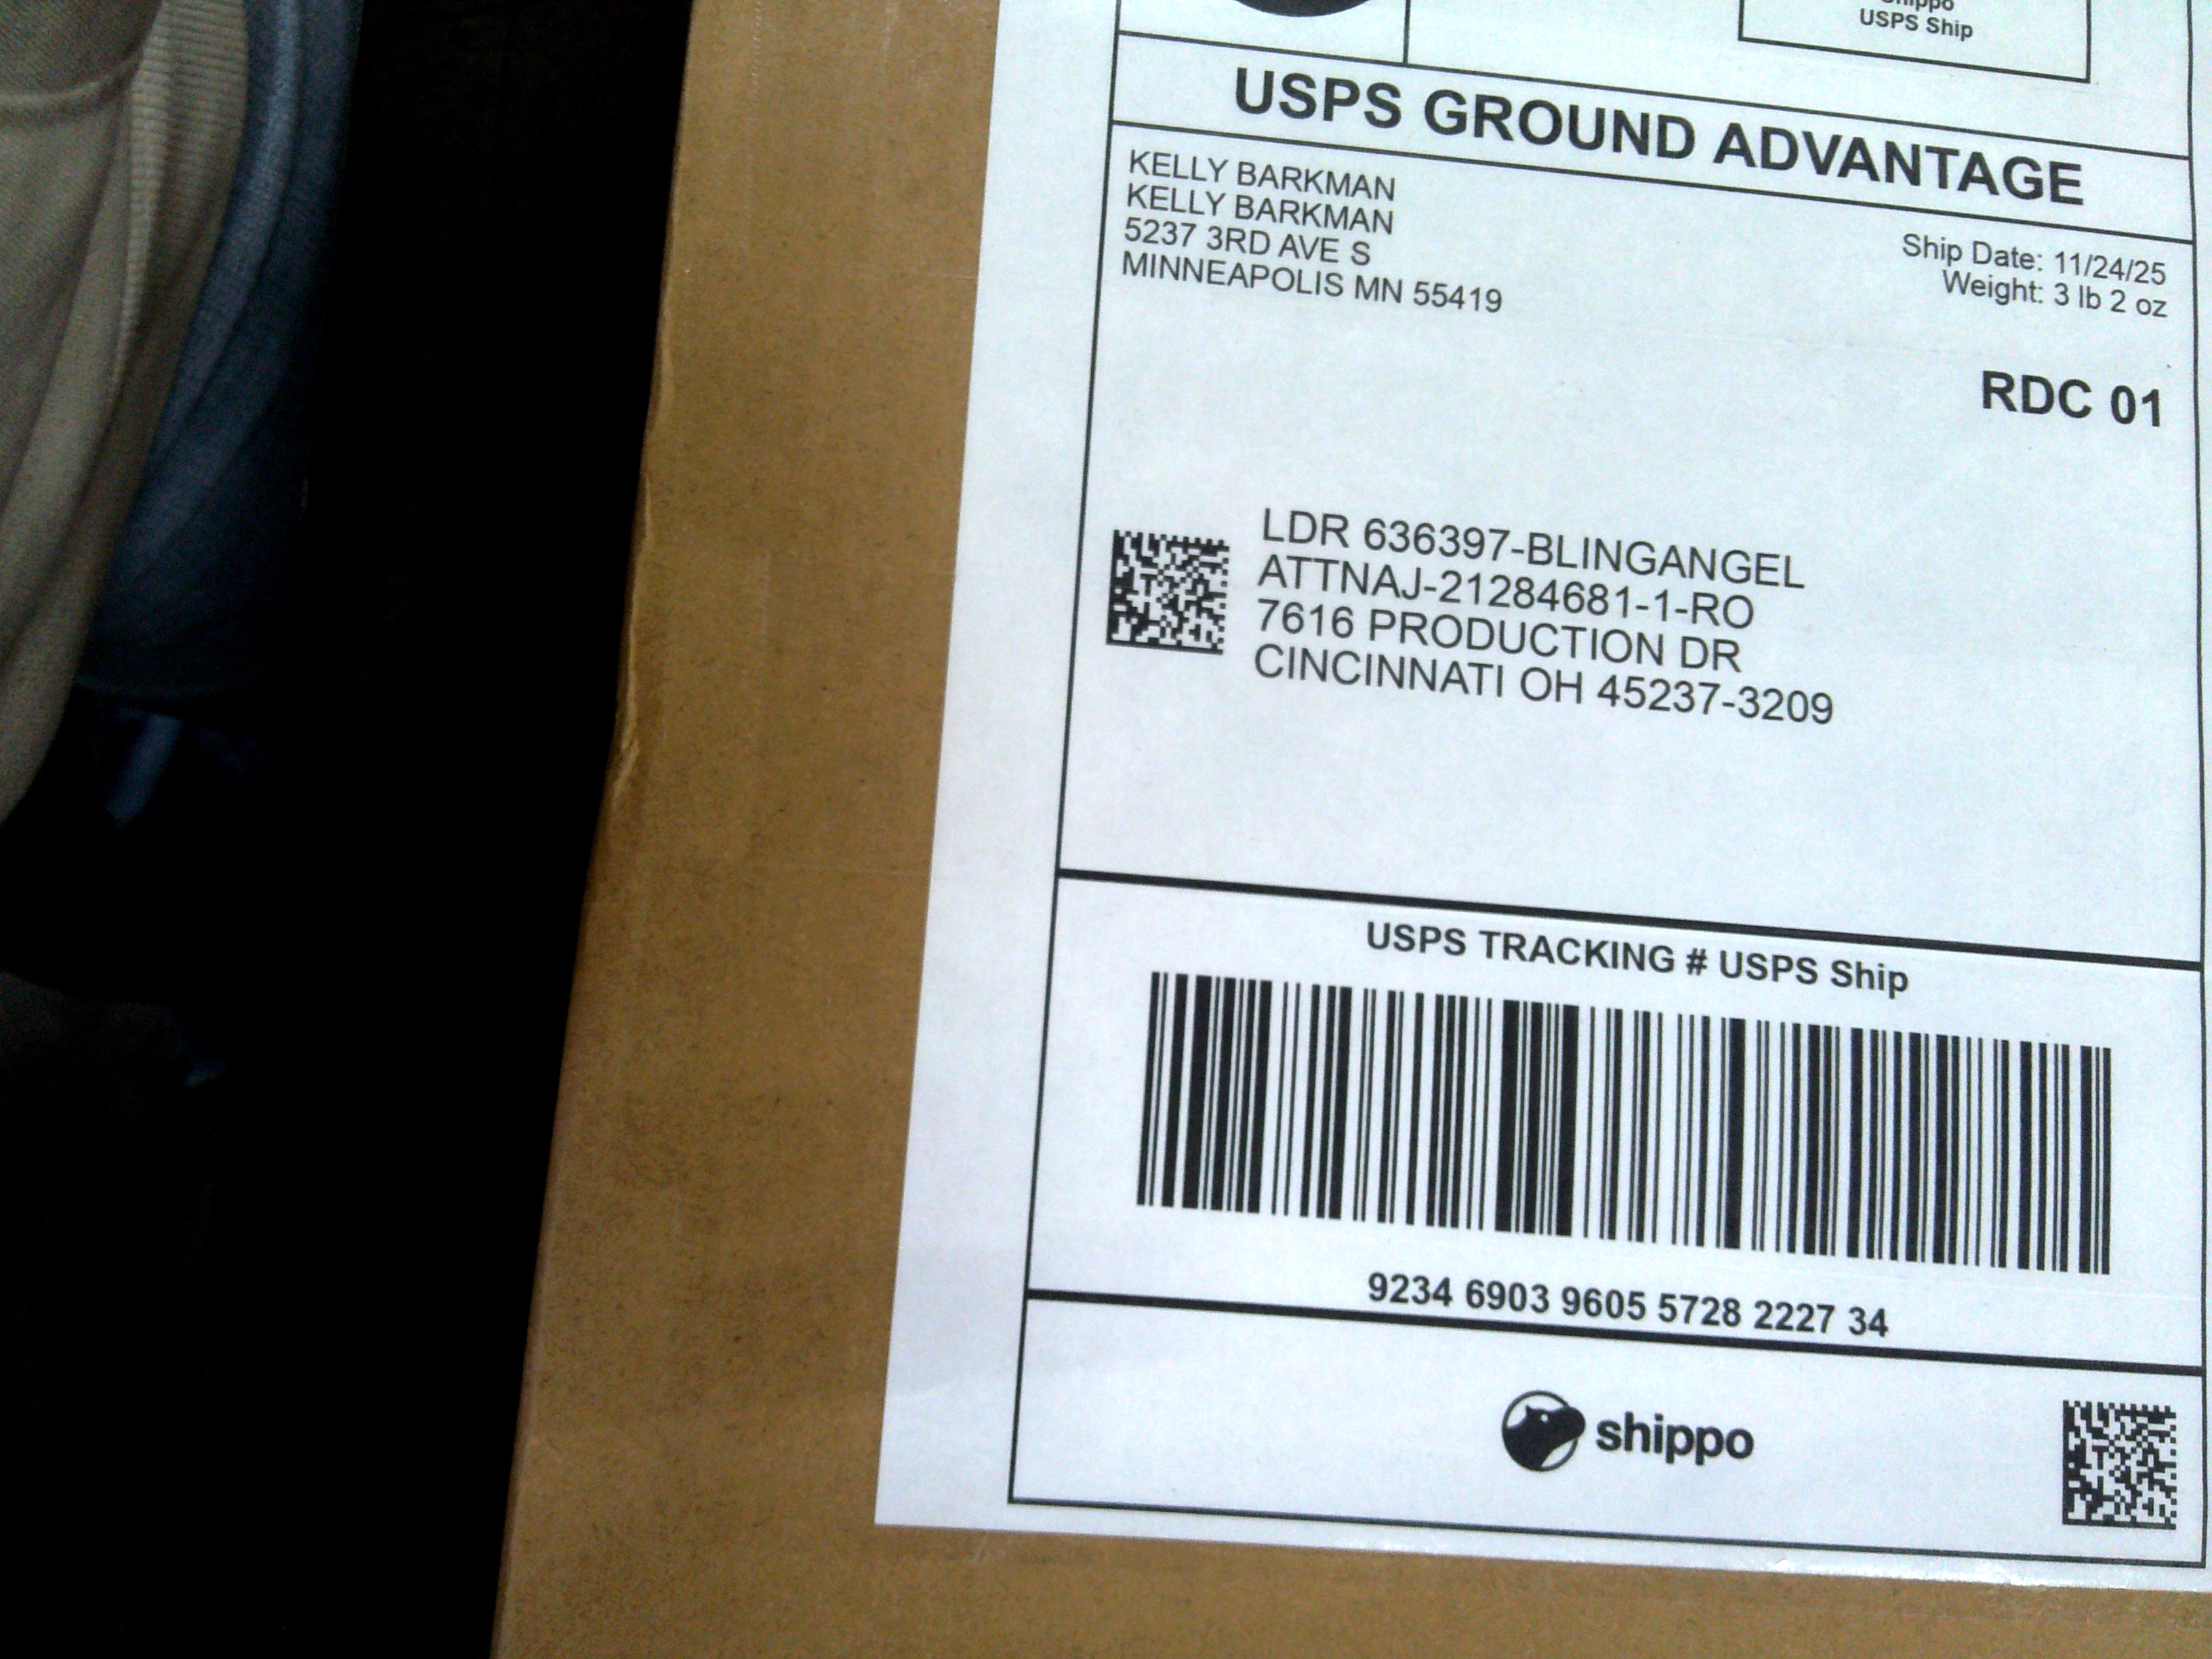 Shippo
USPS Ship
USPS GROUND ADVANTAGE
KELLY BARKMAN
KELLY BARKMAN
5237 3RD AVE S
MINNEAPOLIS MN 55419
Ship Date: 11/24/25
Weight: 3 lb 2 oz
RDC 01
LDR 636397-BLINGANGEL
ATTNAJ-21284681-1-RO
7616 PRODUCTION DR
CINCINNATI OH 45237-3209
USPS TRACKING # USPS Ship
9234 6903 9605 5728 2227 34
shippo